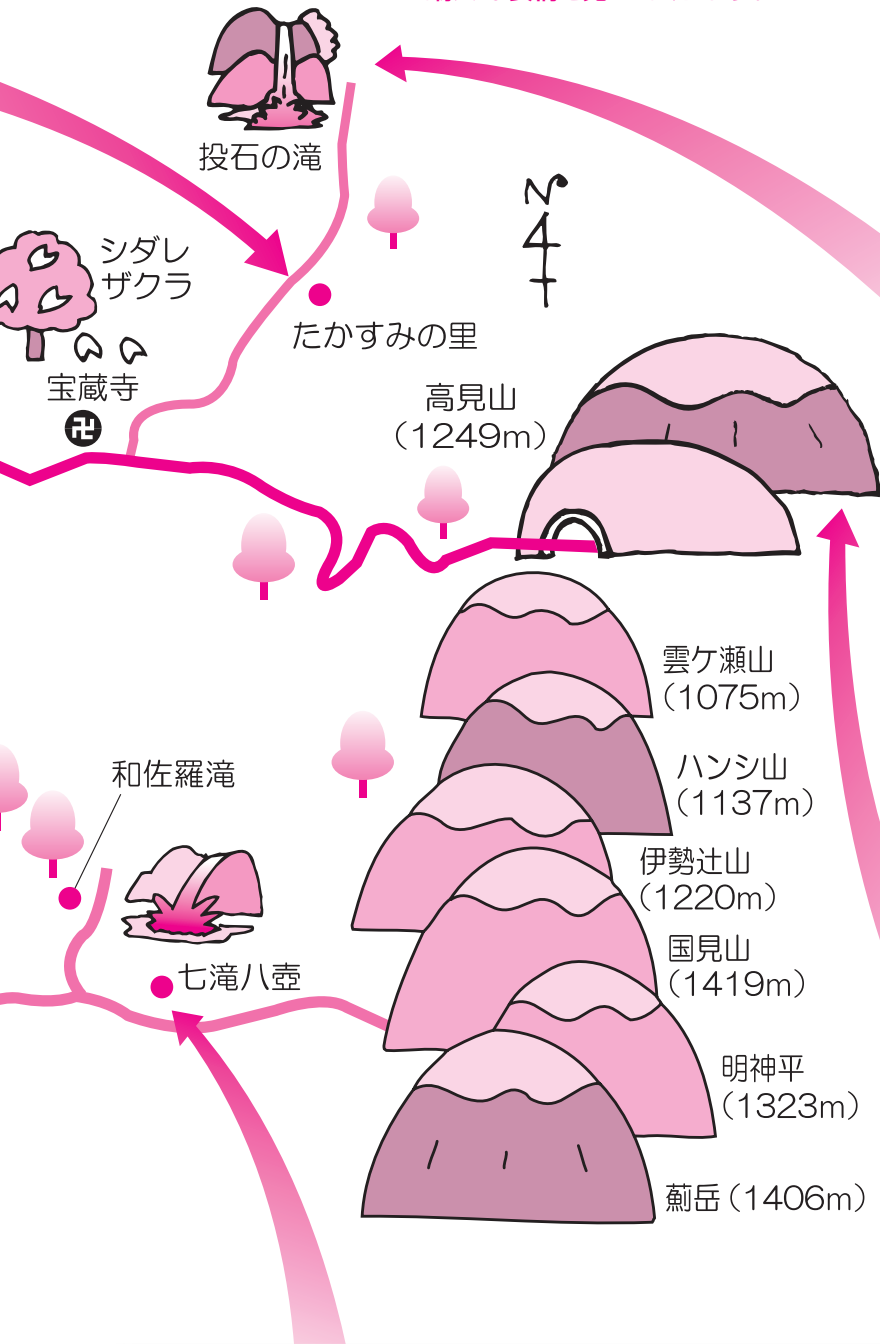 投石の滝
N
シダレ
ザクラ
たかすみの里
宝蔵寺
卍
高見山
（1249m）
雲ケ瀬山
（1075m）
ハンシ山
（1137m）
和佐羅滝
伊勢辻山
（1220m）
国見山
（1419m）
七滝八壺
明神平
（1323m）
薊岳（1406m）